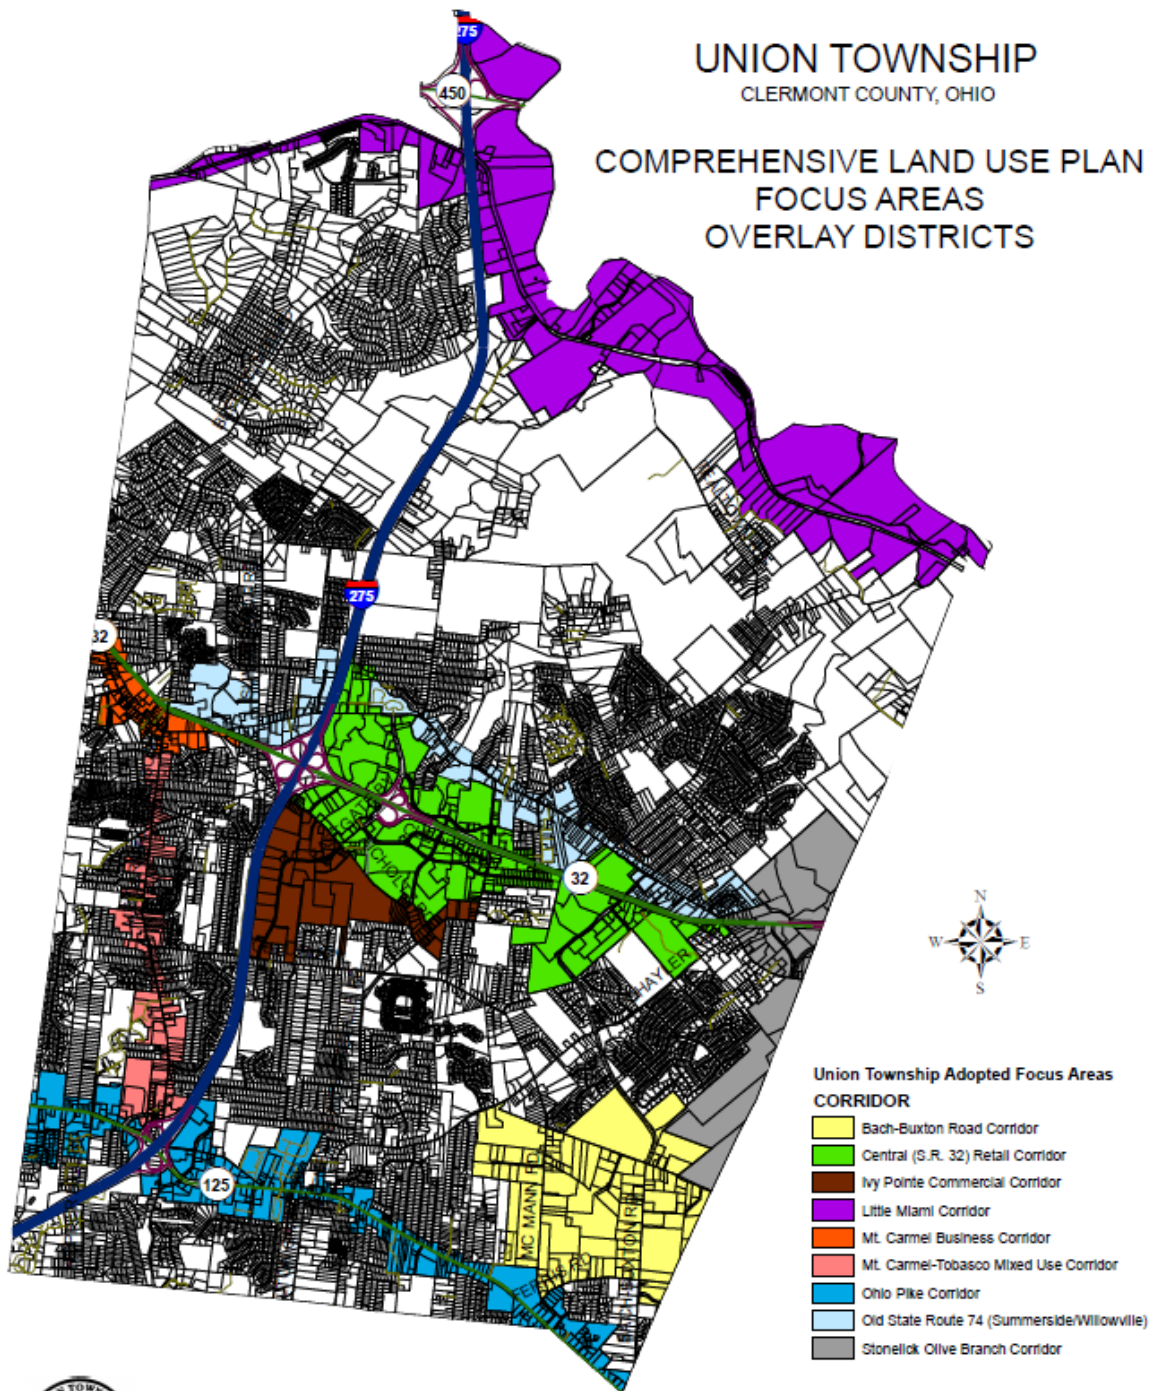 UNION TOWNSHIP
CLERMONT COUNTY, OHIO
COMPREHENSIVE LAND USE PLAN
FOCUS AREAS
OVERLAY DISTRICTS
275
450
275
32
32
125
MC MANN RD
N
W E
S
Union Township Adopted Focus Areas
CORRIDOR
Bach-Buxton Road Corridor
Central (S.R. 32) Retail Corridor
Ivy Pointe Commercial Corridor
Little Miami Corridor
Mt. Carmel Business Corridor
Mt. Carmel-Tobasco Mixed Use Corridor
Ohio Pike Corridor
Old State Route 74 (Summerside/Willowville)
Stonelick Olive Branch Corridor